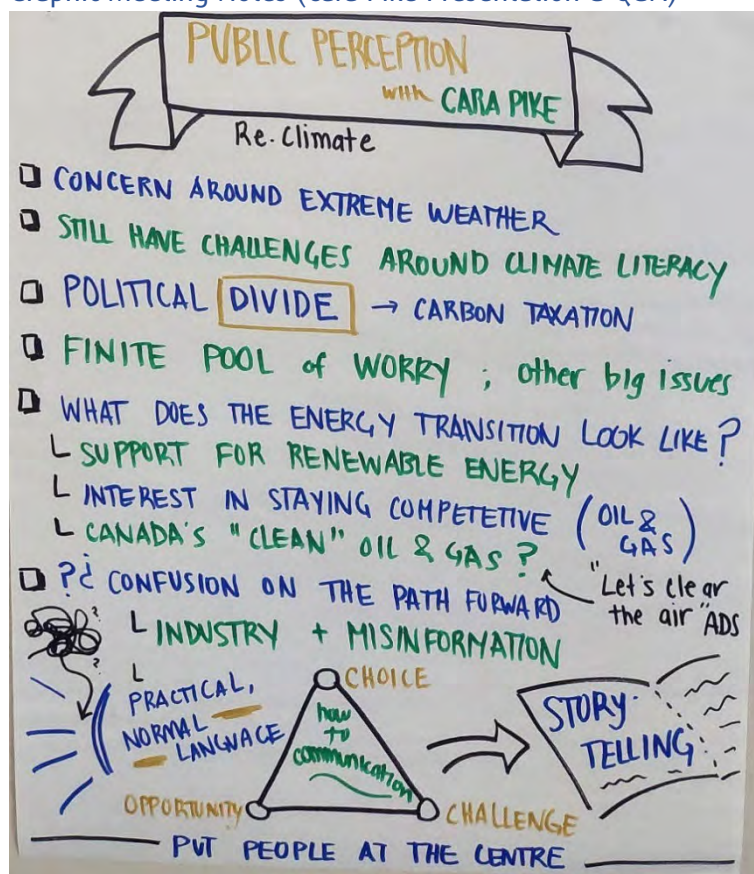 PUBLIC PERCEPTION
with CARA PIKE
Re.Climate
CONCERN AROUND EXTREME WEATHER
STILL HAVE CHALLENGES AROUND CLIMATE LITERACY
POLITICAL DIVIDE → CARBON TAXATION
FINITE POOL of WORRY ; other big issues
WHAT DOES THE ENERGY TRANSITION LOOK LIKE?
SUPPORT FOR RENEWABLE ENERGY
INTEREST IN STAYING COMPETETIVE (OIL & GAS)
CANADA'S "CLEAN" OIL & GAS?
"Let's clear
the air" ADS
?¿ CONFUSION ON THE PATH FORWARD
INDUSTRY + MISINFORMATION
PRACTICAL,
NORMAL
LANGUAGE
CHOICE
how
to
communication
OPPORTUNITY
CHALLENGE
STORY-
TELLING
PUT PEOPLE AT THE CENTRE